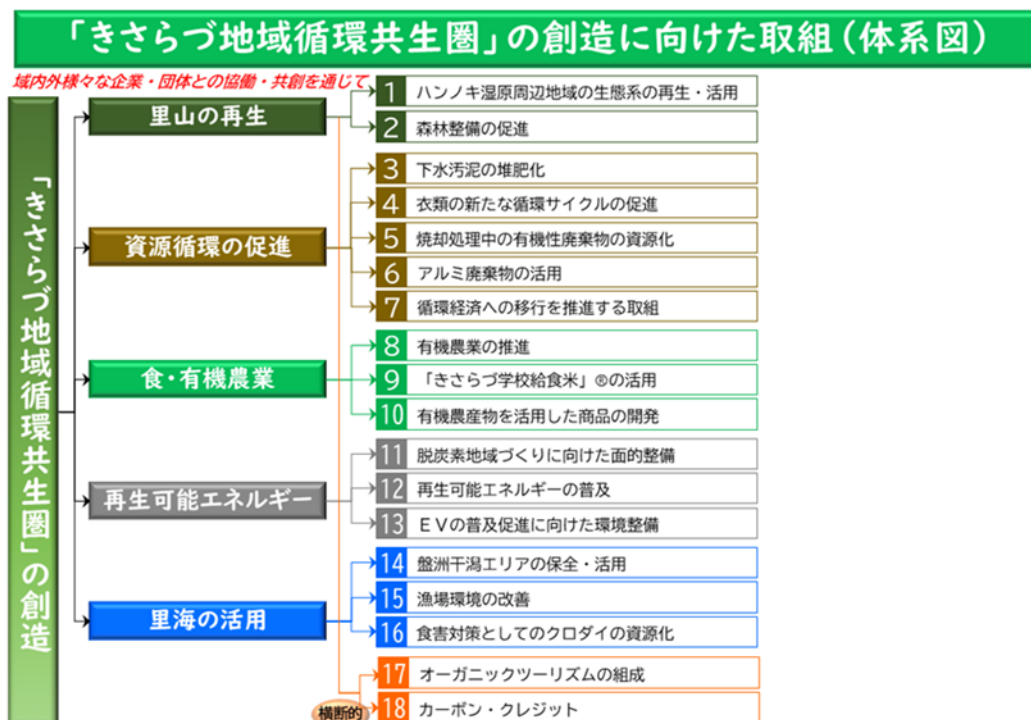 「きさらづ地域循環共生圏」の創造に向けた取組（体系図）
域内外様々な企業・団体との協働・共創を通じて
「きさらづ地域循環共生圏」の創造
里山の再生
1 ハンノキ湿原周辺地域の生態系の再生・活用
2 森林整備の促進
資源循環の促進
3 下水汚泥の堆肥化
4 衣類の新たな循環サイクルの促進
5 焼却処理中の有機性廃棄物の資源化
6 アルミ廃棄物の活用
7 循環経済への移行を推進する取組
食・有機農業
8 有機農業の推進
9 「きさらづ学校給食米」®の活用
10 有機農産物を活用した商品の開発
再生可能エネルギー
11 脱炭素地域づくりに向けた面的整備
12 再生可能エネルギーの普及
13 ＥＶの普及促進に向けた環境整備
里海の活用
14 盤洲干潟エリアの保全・活用
15 漁場環境の改善
16 食害対策としてのクロダイの資源化
横断的
17 オーガニックツーリズムの組成
18 カーボン・クレジット